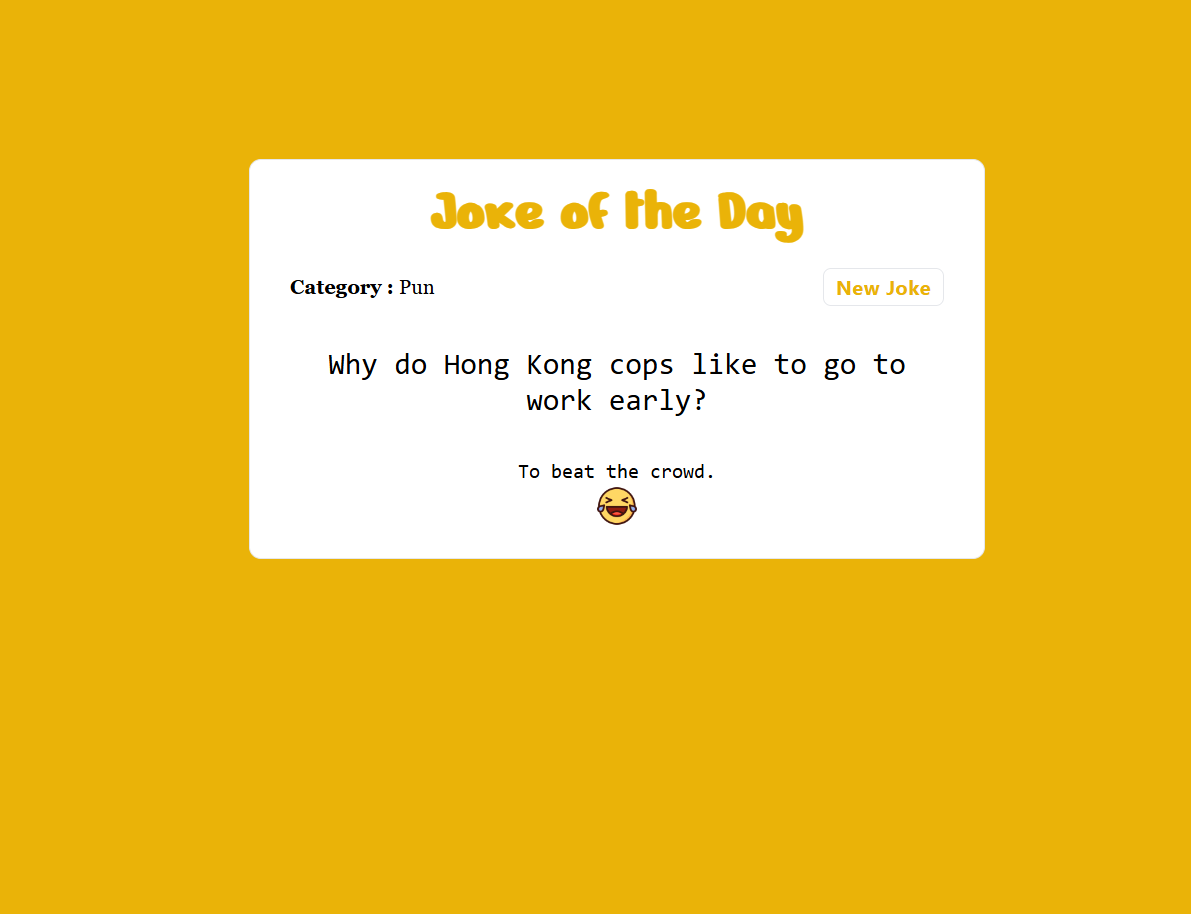 Joke of the Day
Category : Pun
New Joke
Why do Hong Kong cops like to go to
work early?
To beat the crowd.